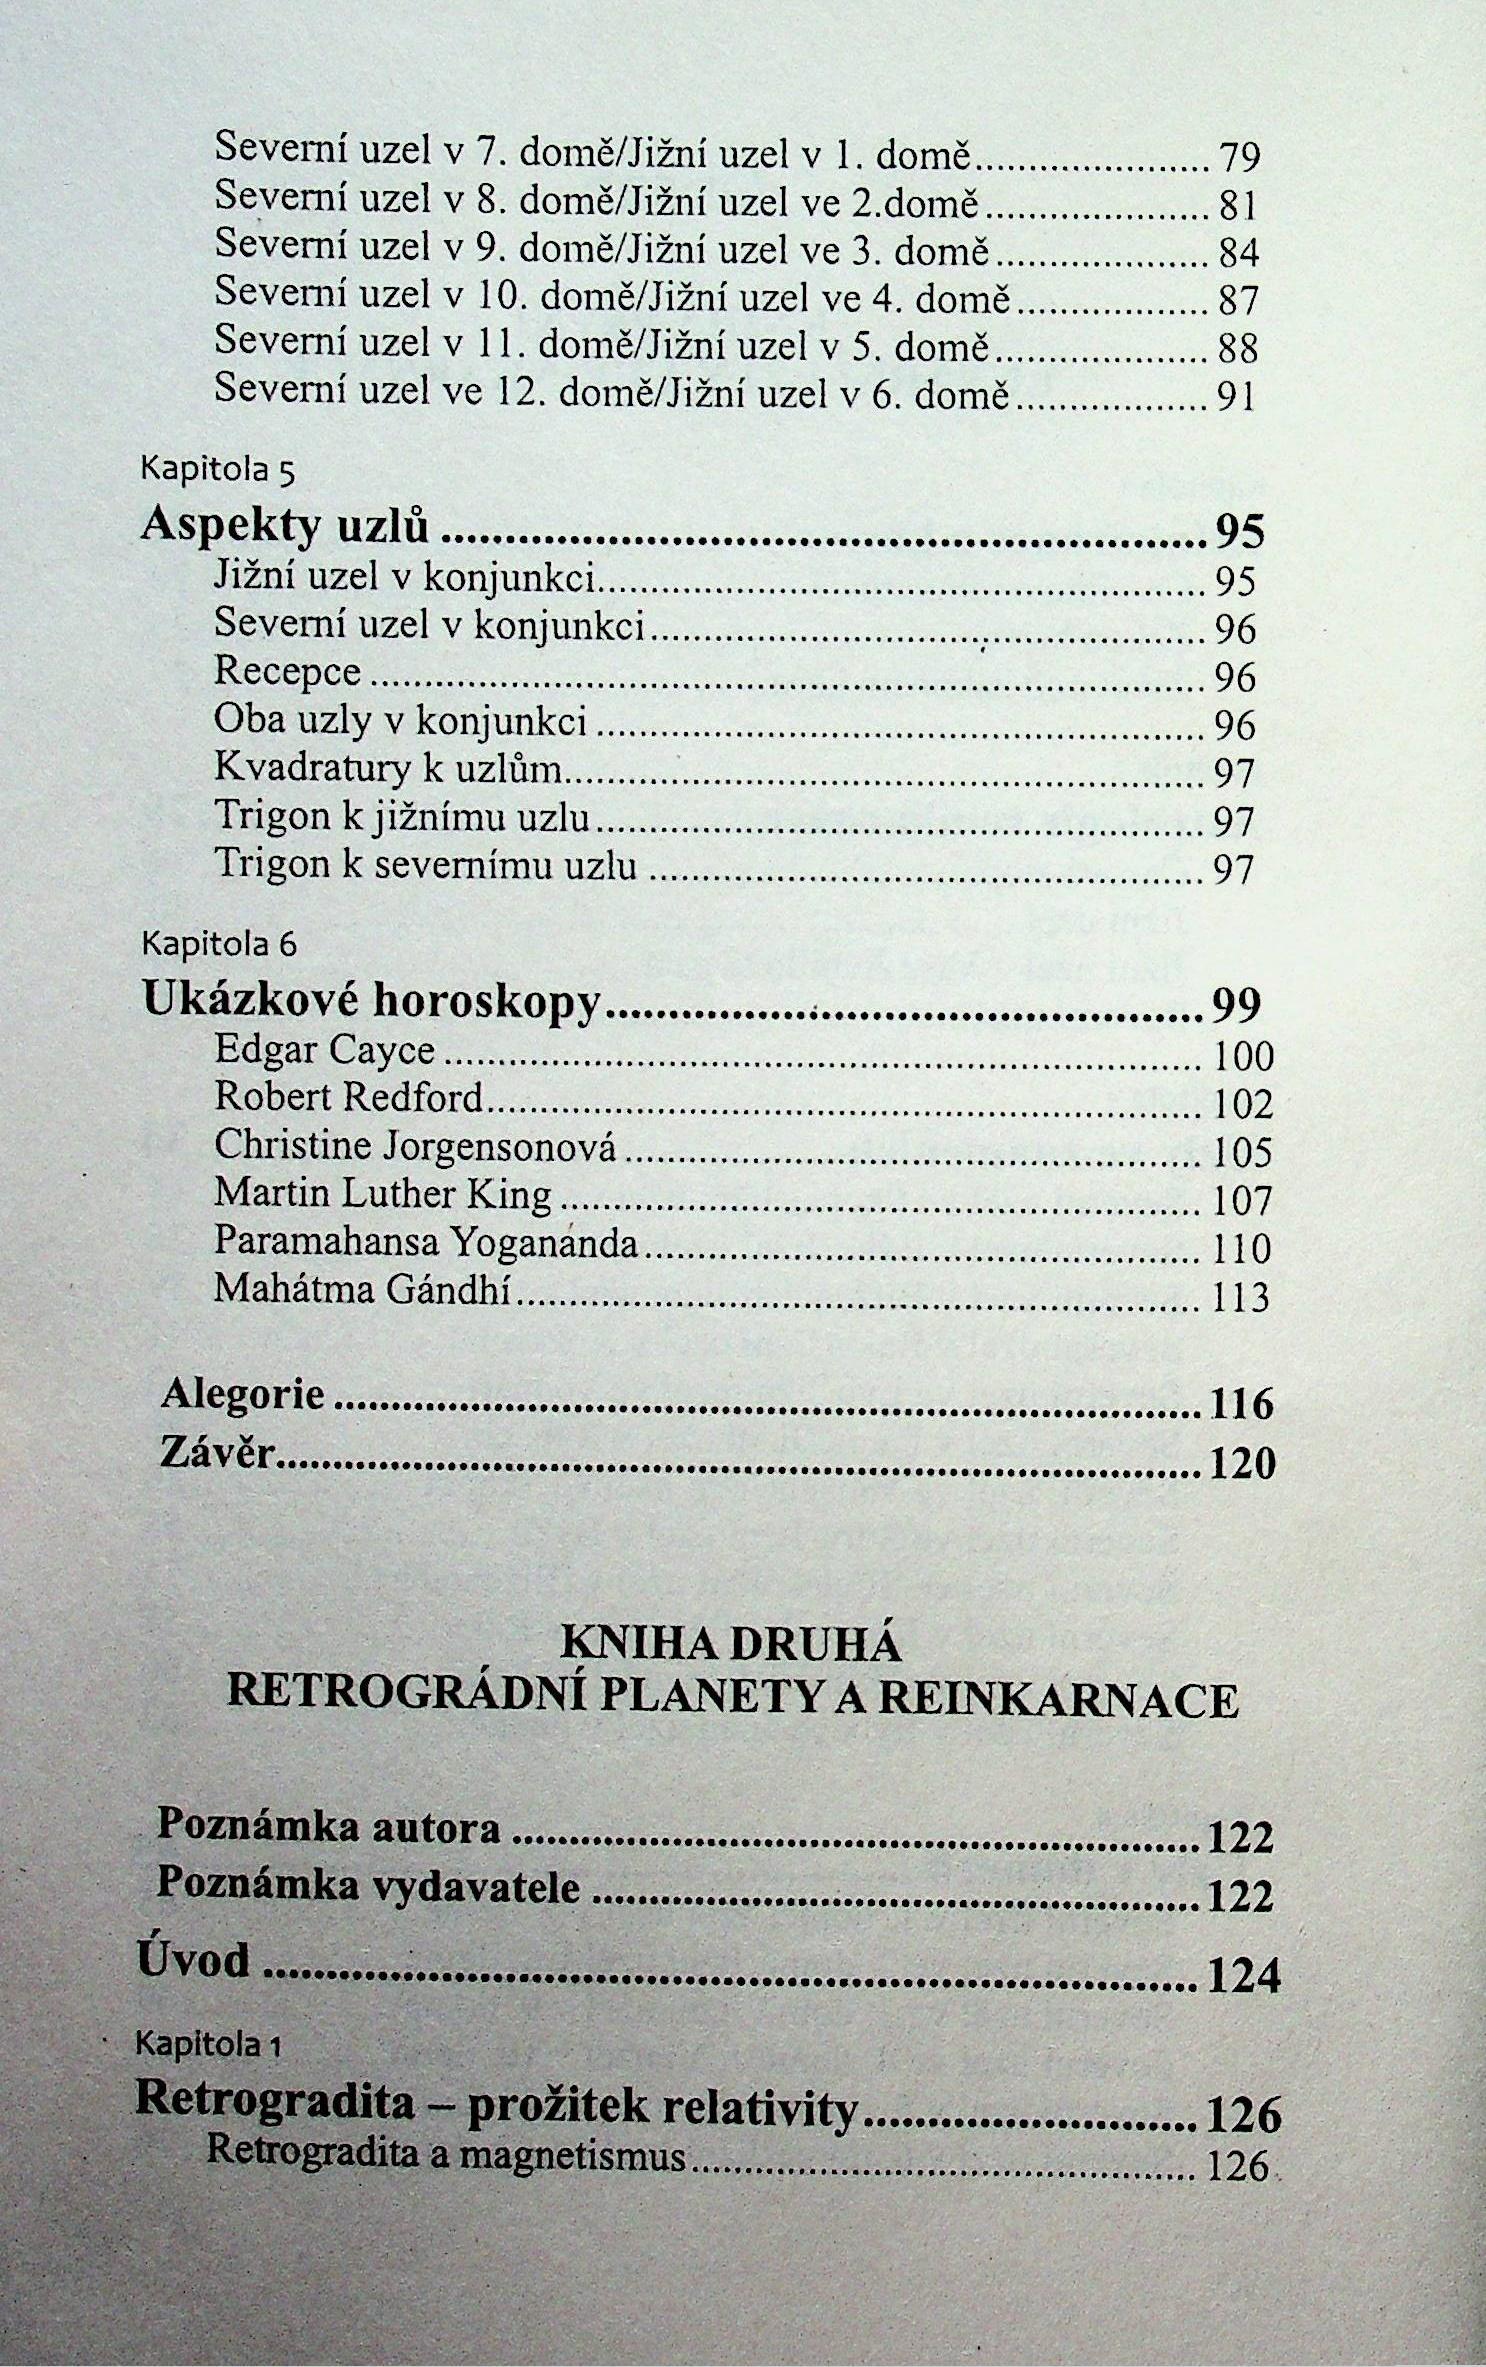 Severní uzel v 7. domě/Jižní uzel v 1. domě...................... 79
Severní uzel v 8. domě/Jižní uzel ve 2.domě..................... 81
Severní uzel v 9. domě/Jižní uzel ve 3. domě.................... 84
Severní uzel v 10. domě/Jižní uzel ve 4. domě.................. 87
Severní uzel v 11. domě/Jižní uzel v 5. domě.................... 88
Severní uzel ve 12. domě/Jižní uzel v 6. domě.................. 91
Kapitola 5
Aspekty uzlů ............................................................ 95
Jižní uzel v konjunkci......................................................... 95
Severní uzel v konjunkci.................................................... 96
Recepce .............................................................................. 96
Oba uzly v konjunkci ......................................................... 96
Kvadratury k uzlům............................................................ 97
Trigon k jižnímu uzlu......................................................... 97
Trigon k severnímu uzlu .................................................... 97
Kapitola 6
Ukázkové horoskopy............................................... 99
Edgar Cayce ....................................................................... 100
Robert Redford................................................................... 102
Christine Jorgensonová ...................................................... 105
Martin Luther King ............................................................ 107
Paramahansa Yogananda.................................................... 110
Mahátma Gándhí................................................................ 113
Alegorie .............................................................................. 116
Závěr................................................................................... 120
KNIHA DRUHÁ
RETROGRÁDNÍ PLANETY A REINKARNACE
Poznámka autora ............................................................... 122
Poznámka vydavatele ........................................................ 122
Úvod ......................................................................... 124
Kapitola 1
Retrogradita – prožitek relativity.......................... 126
Retrogradita a magnetismus............................................... 126